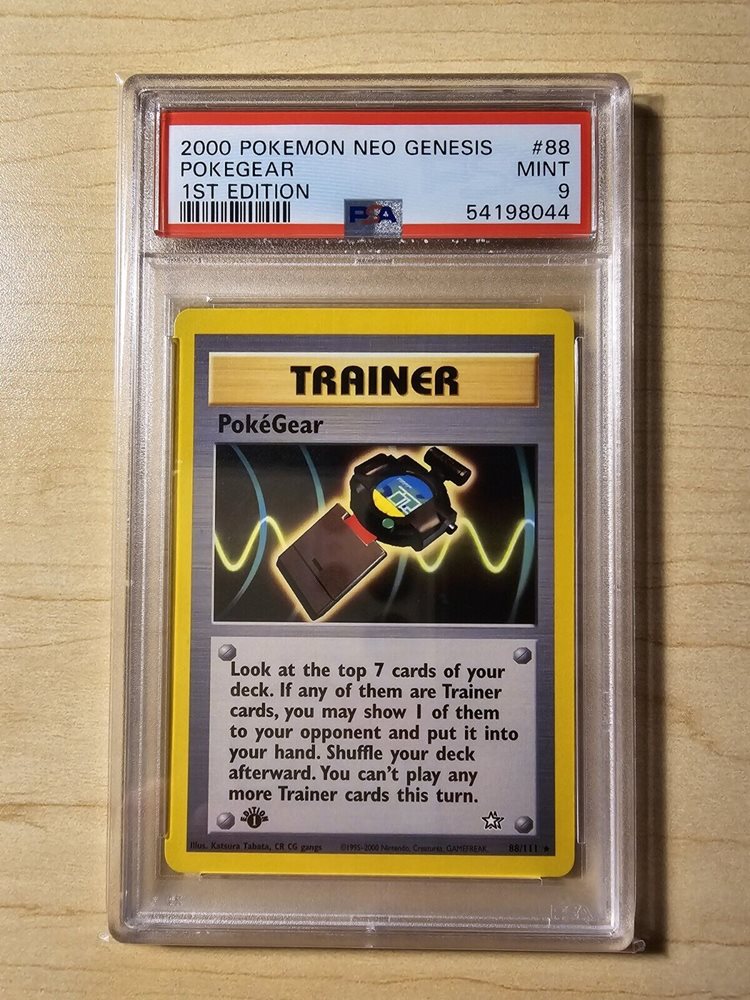 2000 POKEMON NEO GENESIS #88
POKEGEAR MINT
1ST EDITION 9
PSA 54198044
TRAINER
PokéGear
Look at the top 7 cards of your
deck. If any of them are Trainer
cards, you may show 1 of them
to your opponent and put it into
your hand. Shuffle your deck
afterward. You can't play any
more Trainer cards this turn.
EDITION 1
Illus. Katsura Tabata, CR CG gangs ©1995-2000 Nintendo, Creatures, GAMEFREAK. 88/111 ★